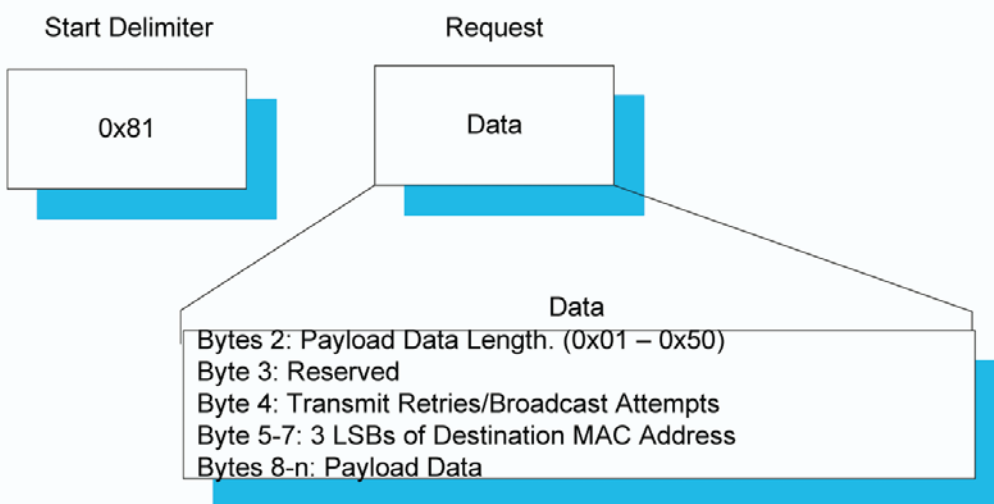 Start Delimiter
Request
0x81
Data
Data
Bytes 2: Payload Data Length. (0x01 – 0x50)
Byte 3: Reserved
Byte 4: Transmit Retries/Broadcast Attempts
Byte 5-7: 3 LSBs of Destination MAC Address
Bytes 8-n: Payload Data